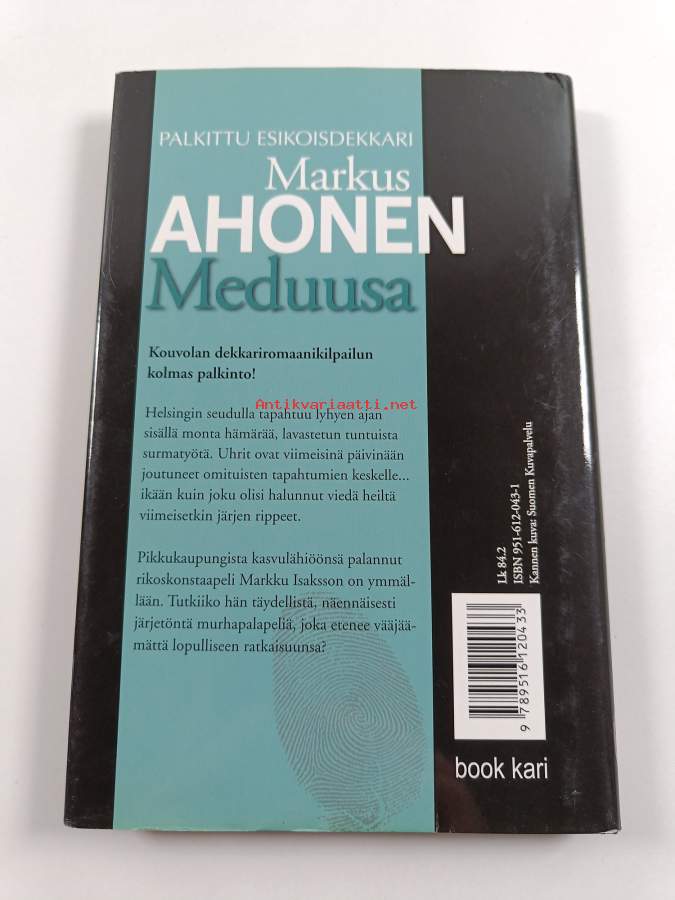 PALKITTU ESIKOISDEKKARI
Markus
AHONEN
Meduusa
Kouvolan dekkariromaanikilpailun
kolmas palkinto!
Antikvariaatti.net
Helsingin seudulla tapahtuu lyhyen ajan
sisällä monta hämärää, lavastetun tuntuista
surmatyötä. Uhrit ovat viimeisinä päivinään
joutuneet omituisten tapahtumien keskelle...
ikään kuin joku olisi halunnut viedä heiltä
viimeisetkin järjen rippeet.
Pikkukaupungista kasvulähiöönsä palannut
rikoskonstaapeli Markku Isaksson on ymmäl-
lään. Tutkiiko hän täydellistä, näennäisesti
järjetöntä murhapalapeliä, joka etenee vääjää-
mättä lopulliseen ratkaisuunsa?
Lk 84.2
ISBN 951-612-043-1
Kannen kuva: Suomen Kuvapalvelu
9 789516 120433
book kari